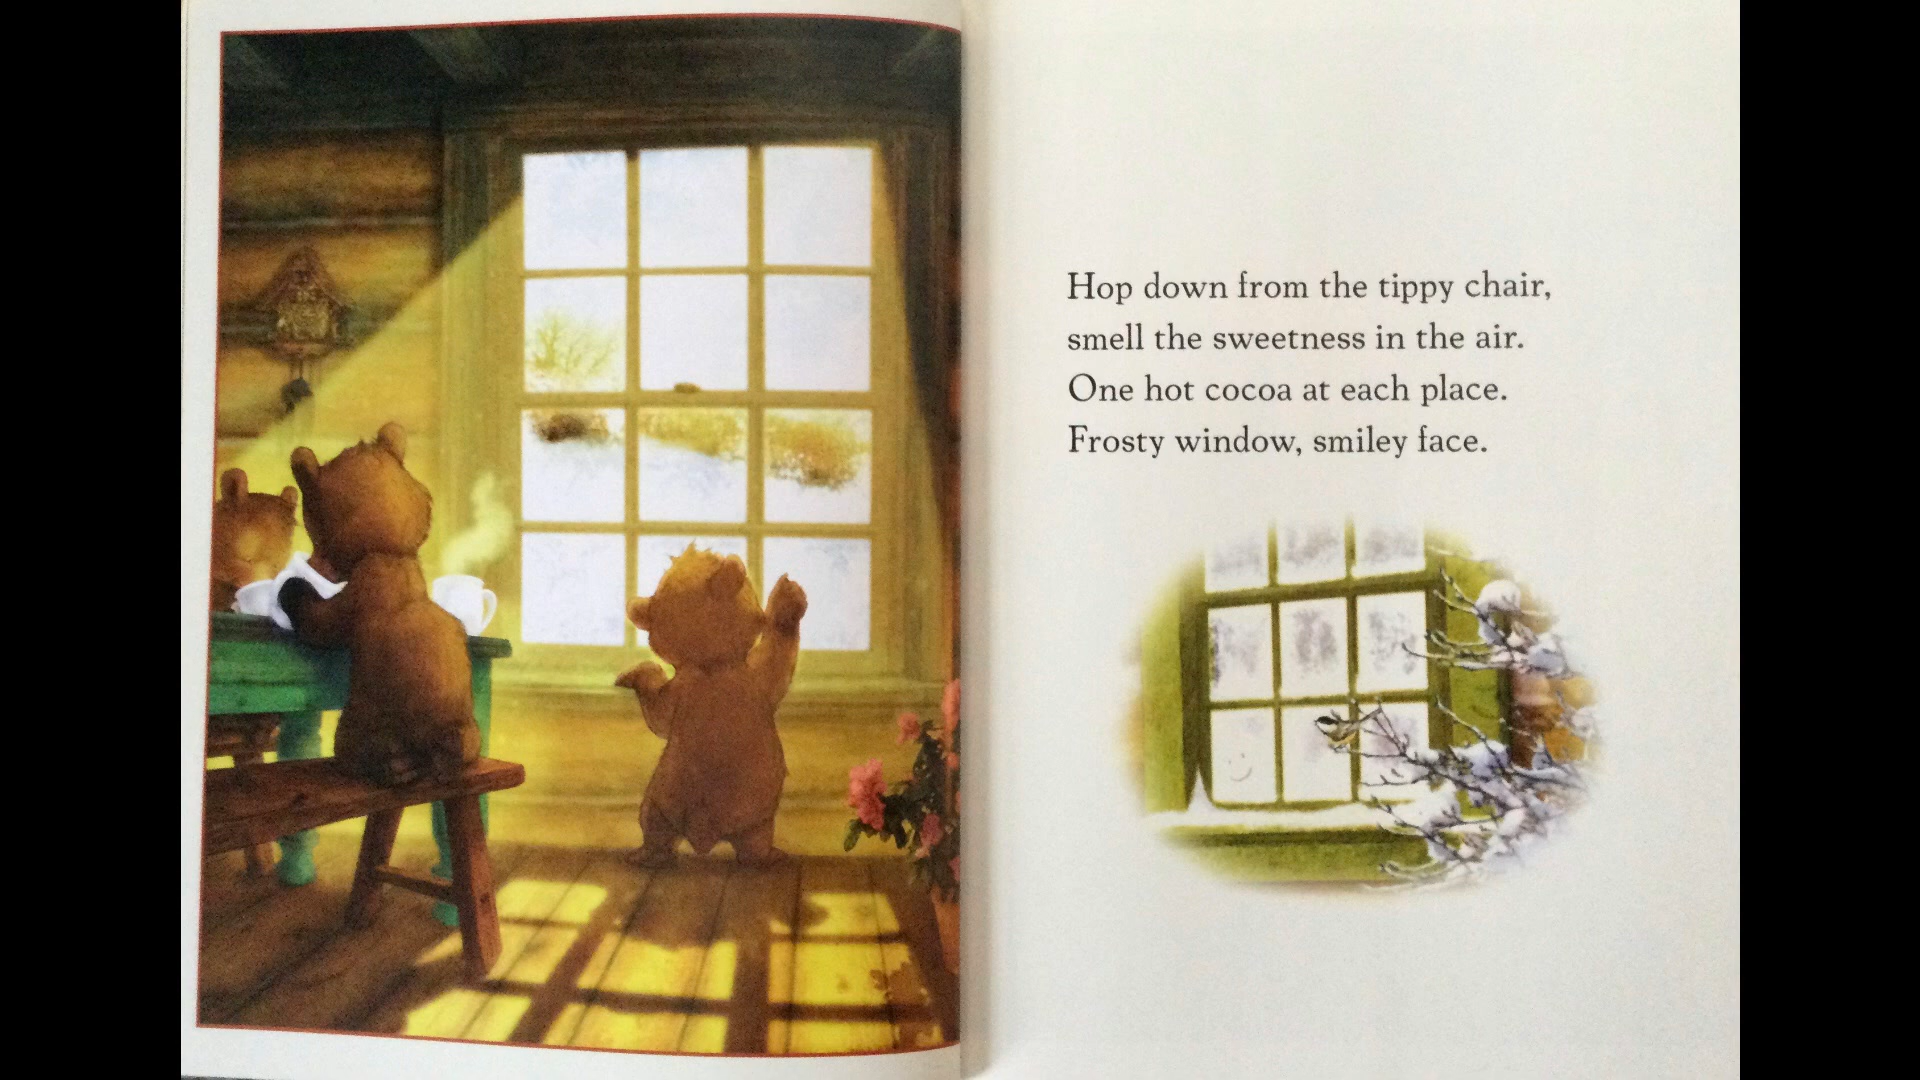 Hop down from the tippy chair,
smell the sweetness in the air.
One hot cocoa at each place.
Frosty window, smiley face.